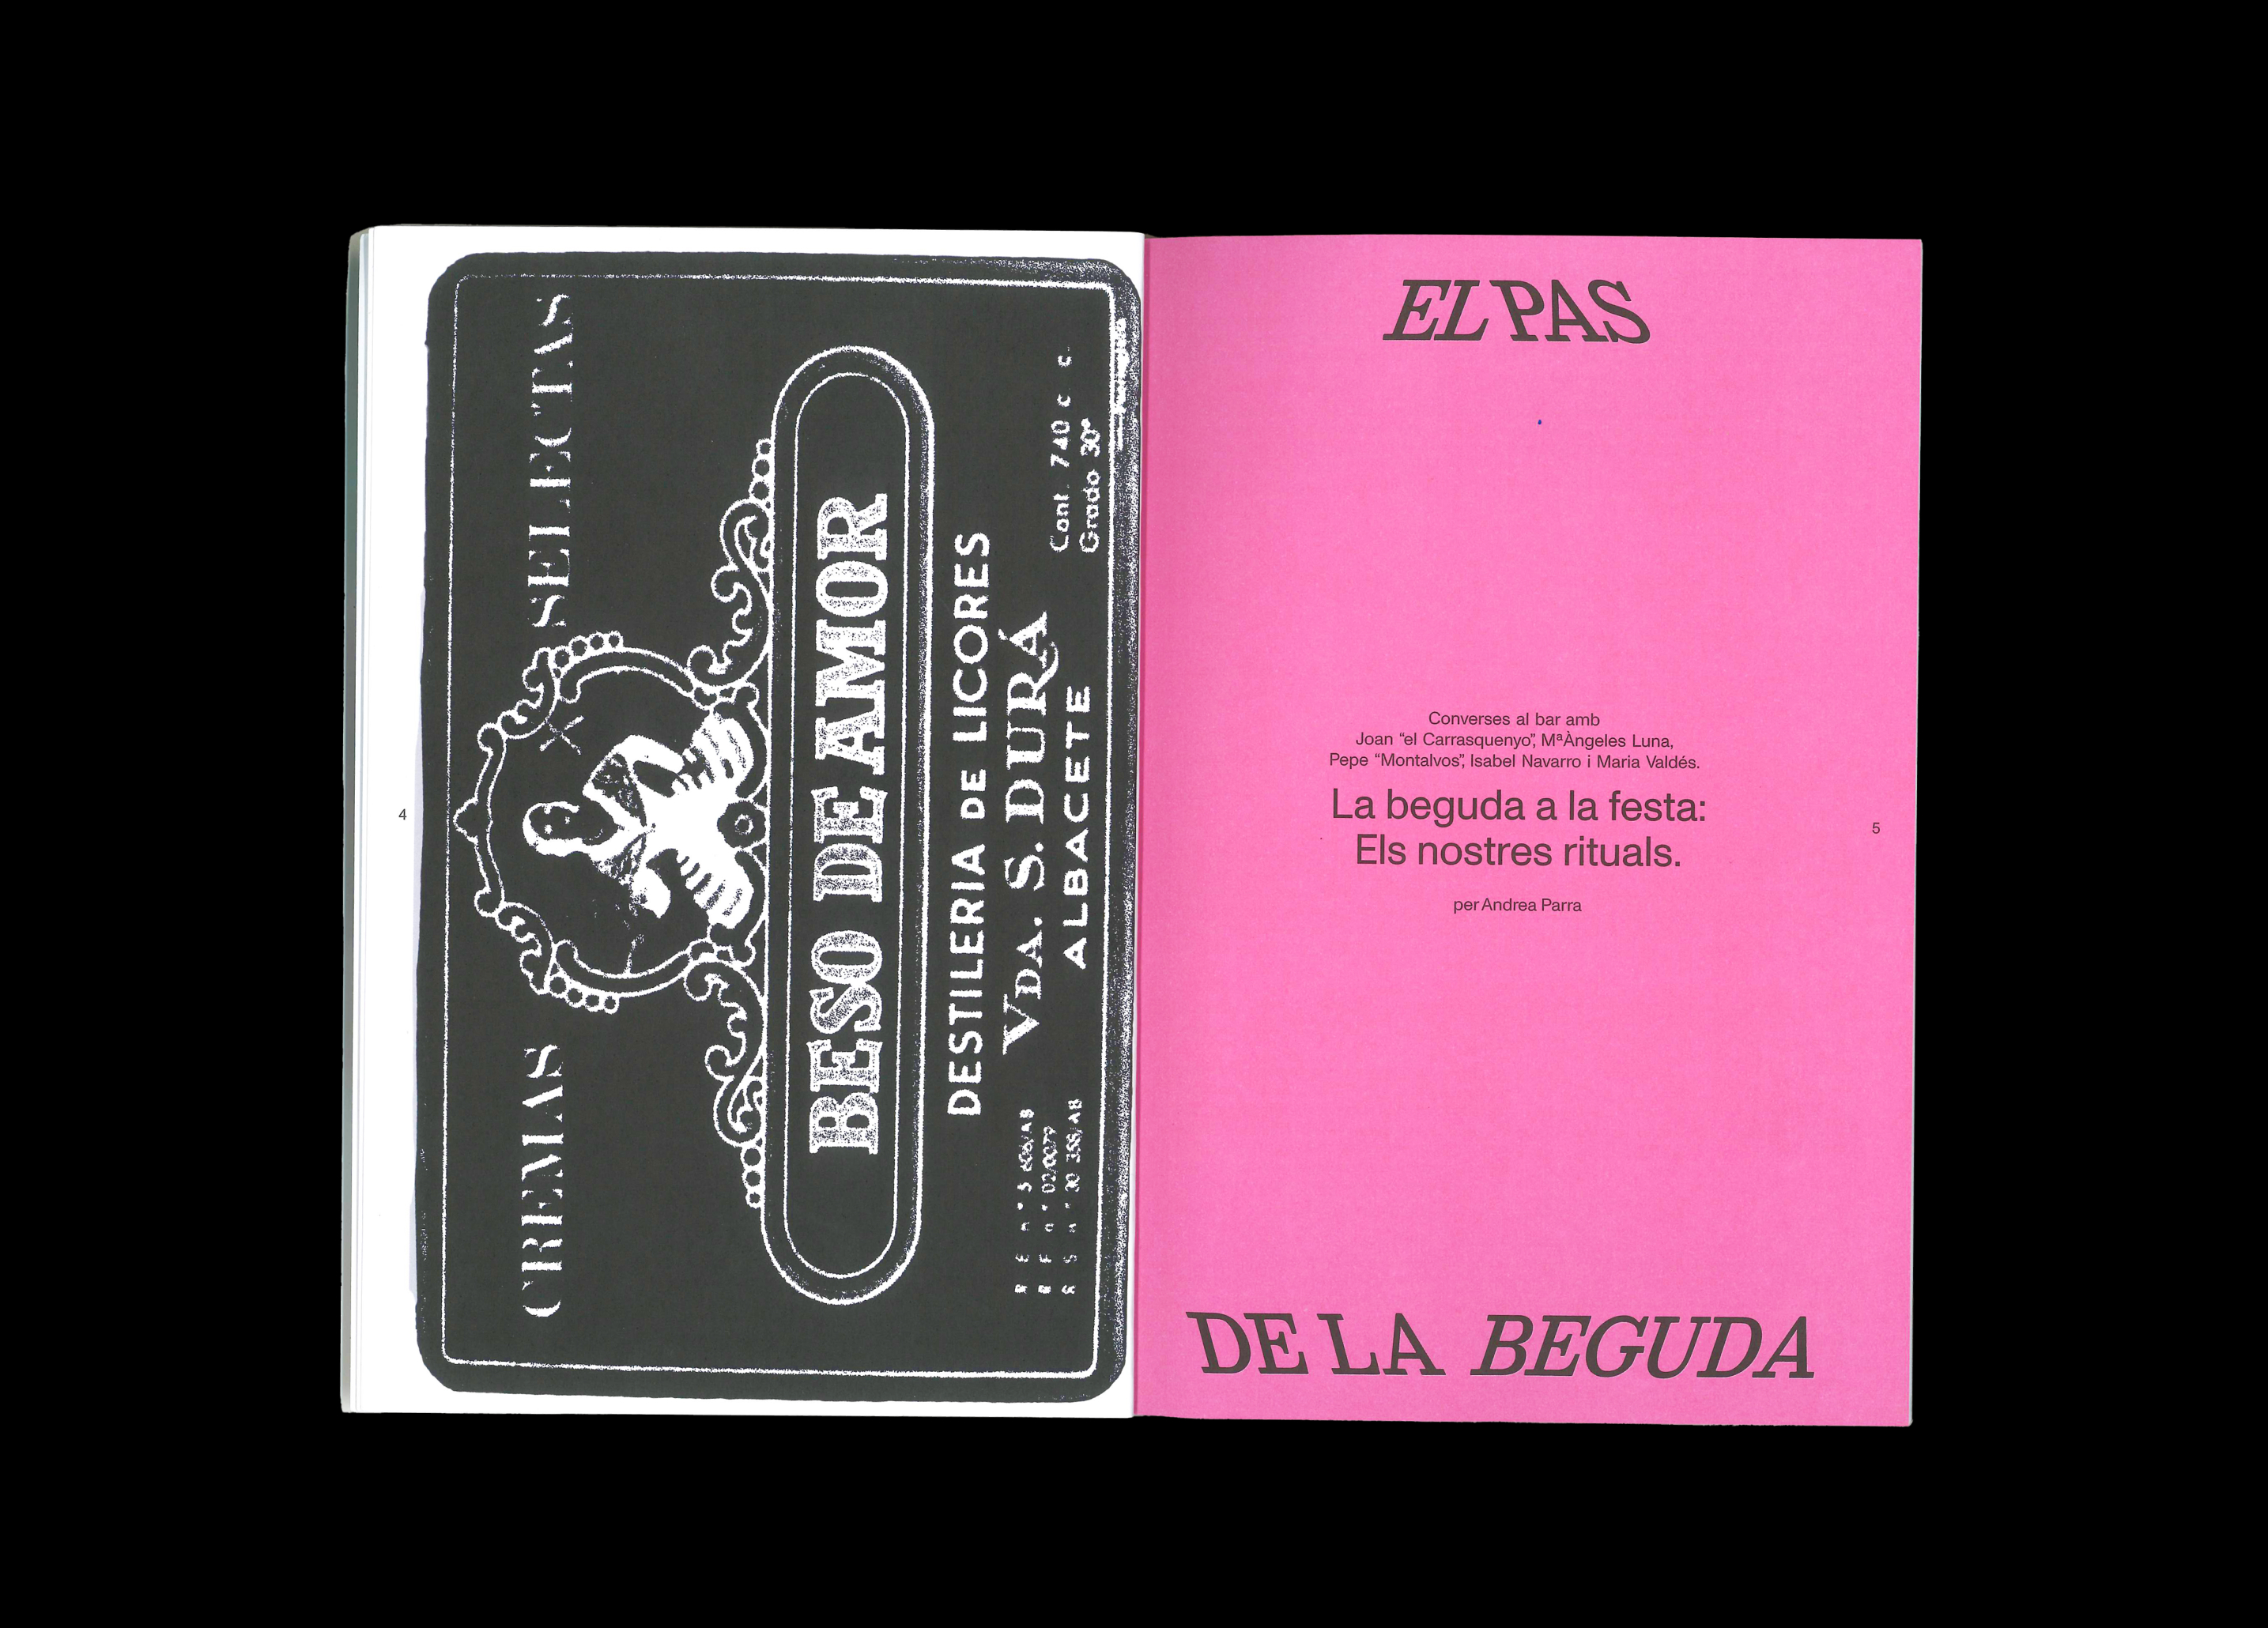 4
CREMAS SELECTAS
BESO DE AMOR
DESTILERIA DE LICORES
VDA. S. DURÁ
ALBACETE
Cont. 740 c c.
Grado 30°
EL PAS
Converses al bar amb
Joan “el Carrasquenyo”, MªÀngeles Luna,
Pepe “Montalvos”, Isabel Navarro i Maria Valdés.
La beguda a la festa:
Els nostres rituals.
per Andrea Parra
5
DE LA BEGUDA